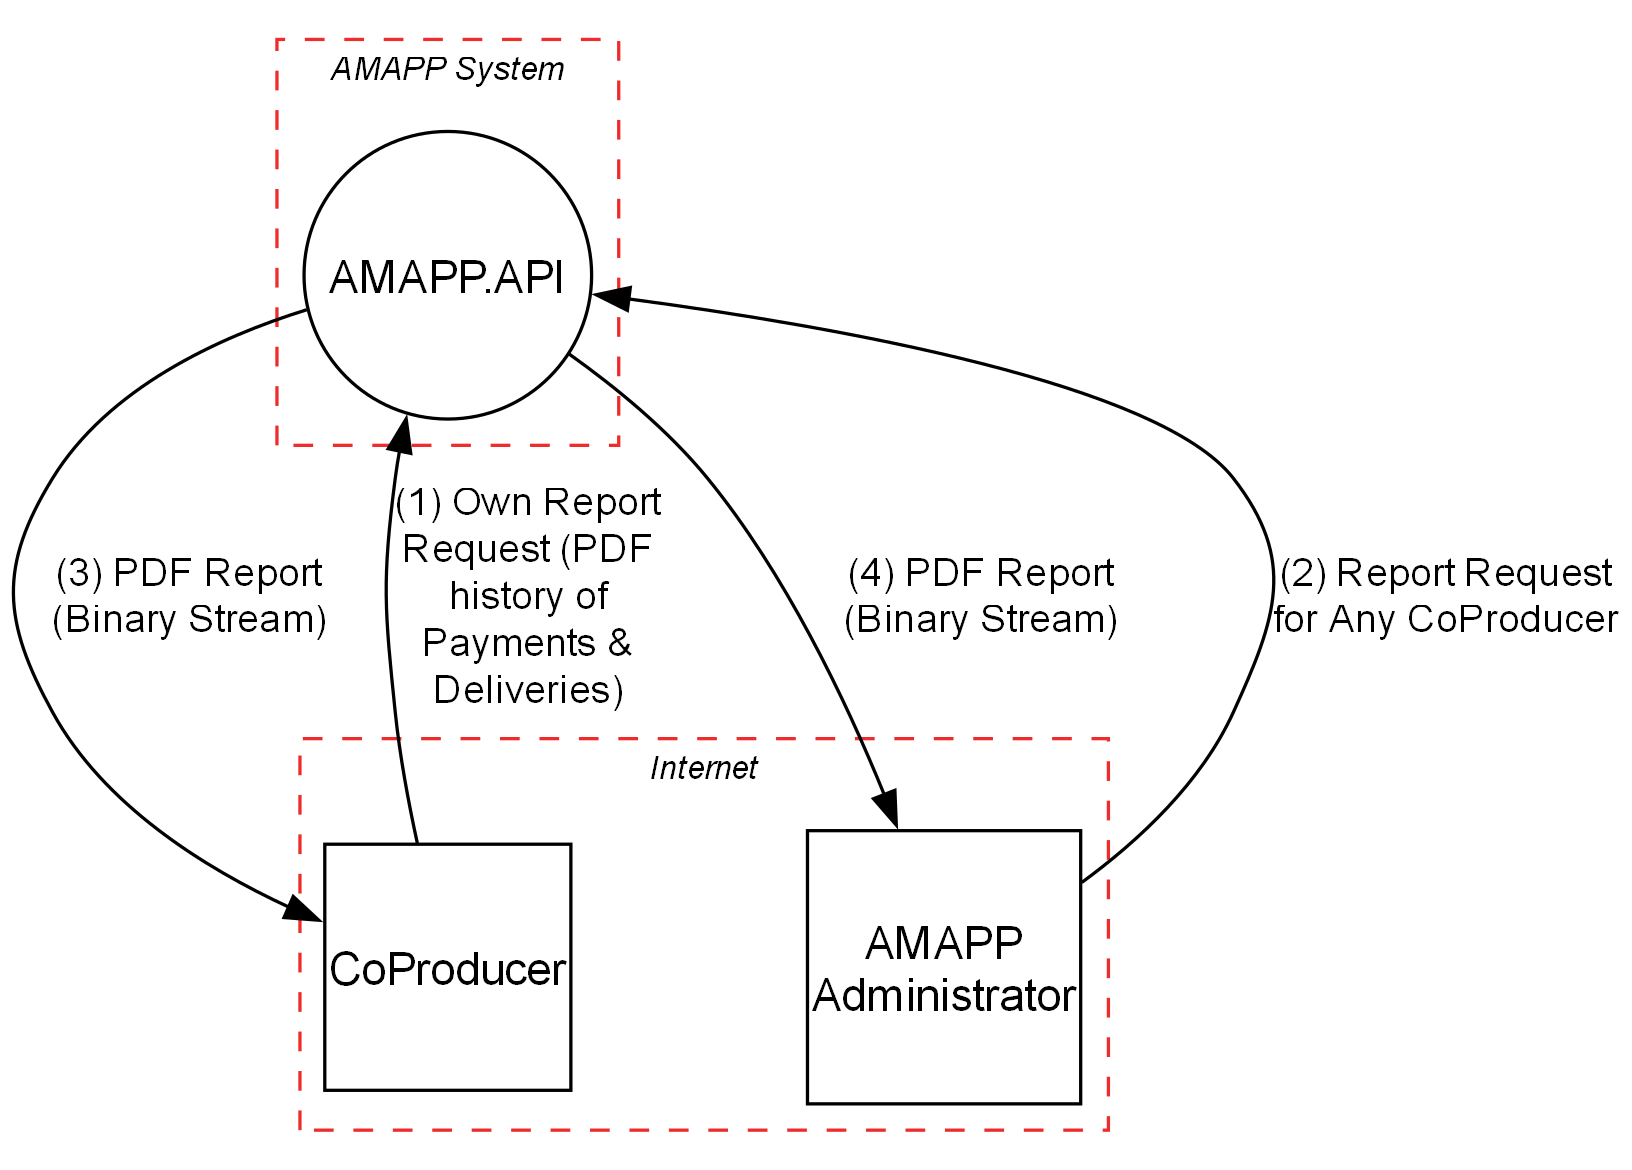 AMAPP System
AMAPP.API
(1) Own Report
Request (PDF
history of
Payments &
Deliveries)
(3) PDF Report
(Binary Stream)
(4) PDF Report
(Binary Stream)
(2) Report Request
for Any CoProducer
Internet
CoProducer
AMAPP
Administrator